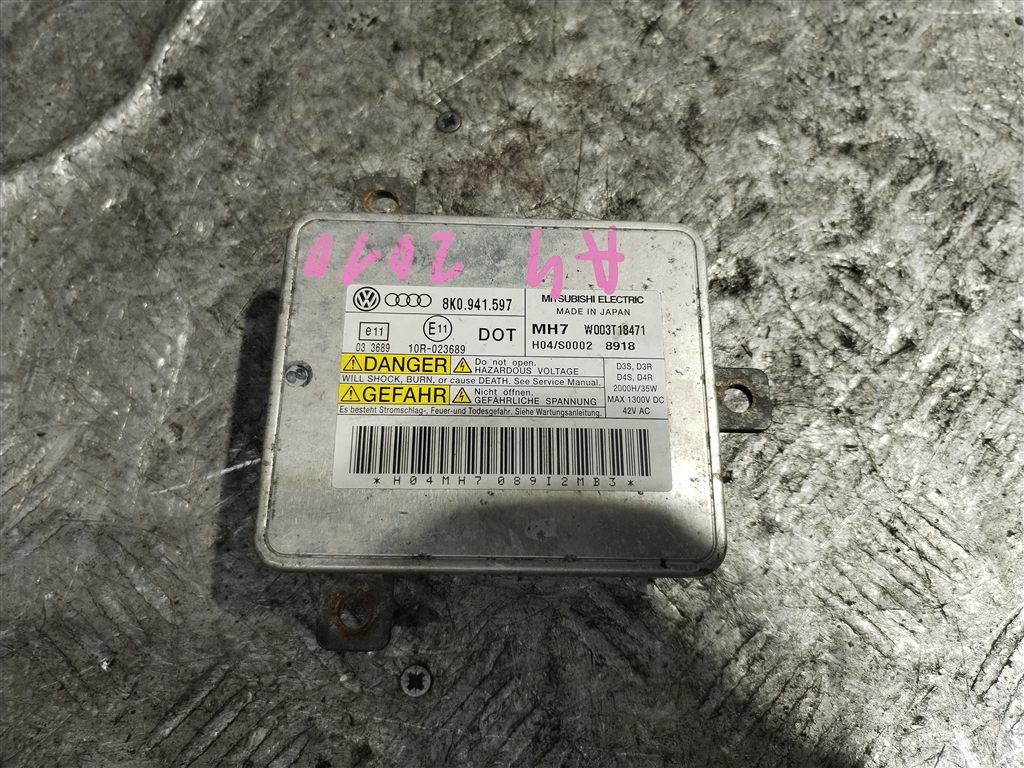 A4 2010
8K0.941.597
MITSUBISHI ELECTRIC
MADE IN JAPAN
e11
E11
DOT
MH7 W003T18471
03 3689 10R-023689
H04/S0002 8918
DANGER Do not open. HAZARDOUS VOLTAGE
WILL SHOCK, BURN, or cause DEATH. See Service Manual.
GEFAHR Nicht öffnen. GEFÄHRLICHE SPANNUNG
Es besteht Stromschlag-, Feuer-und Todesgefahr. Siehe Wartungsanleitung.
D3S, D3R
D4S, D4R
2000H/35W
MAX 1300V DC
42V AC
*H04MH7 089I2MB3*